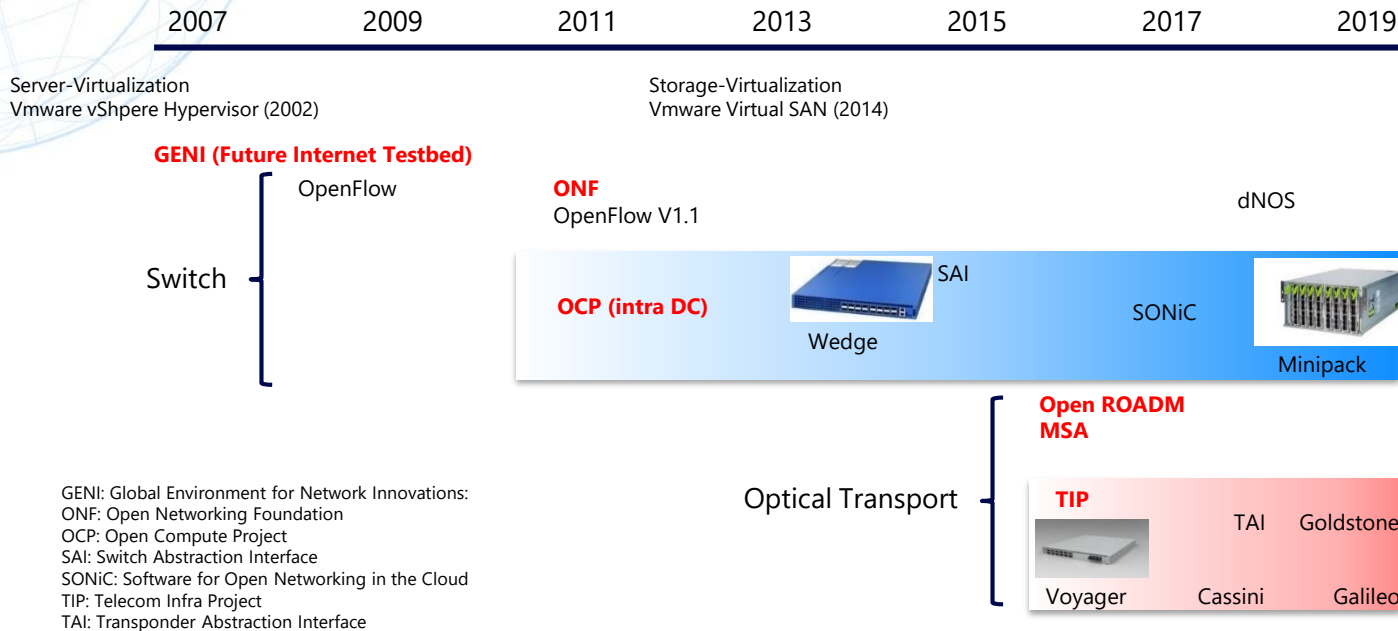 2007 2009 2011 2013 2015 2017 2019
Server-Virtualization
Vmware vShpere Hypervisor (2002)
Storage-Virtualization
Vmware Virtual SAN (2014)
GENI (Future Internet Testbed)
OpenFlow
ONF
OpenFlow V1.1
dNOS
Switch
OCP (intra DC)
SAI
SONiC
Wedge
Minipack
Open ROADM
MSA
Optical Transport
TIP
TAI
Goldstone
Voyager
Cassini
Galileo
GENI: Global Environment for Network Innovations:
ONF: Open Networking Foundation
OCP: Open Compute Project
SAI: Switch Abstraction Interface
SONiC: Software for Open Networking in the Cloud
TIP: Telecom Infra Project
TAI: Transponder Abstraction Interface